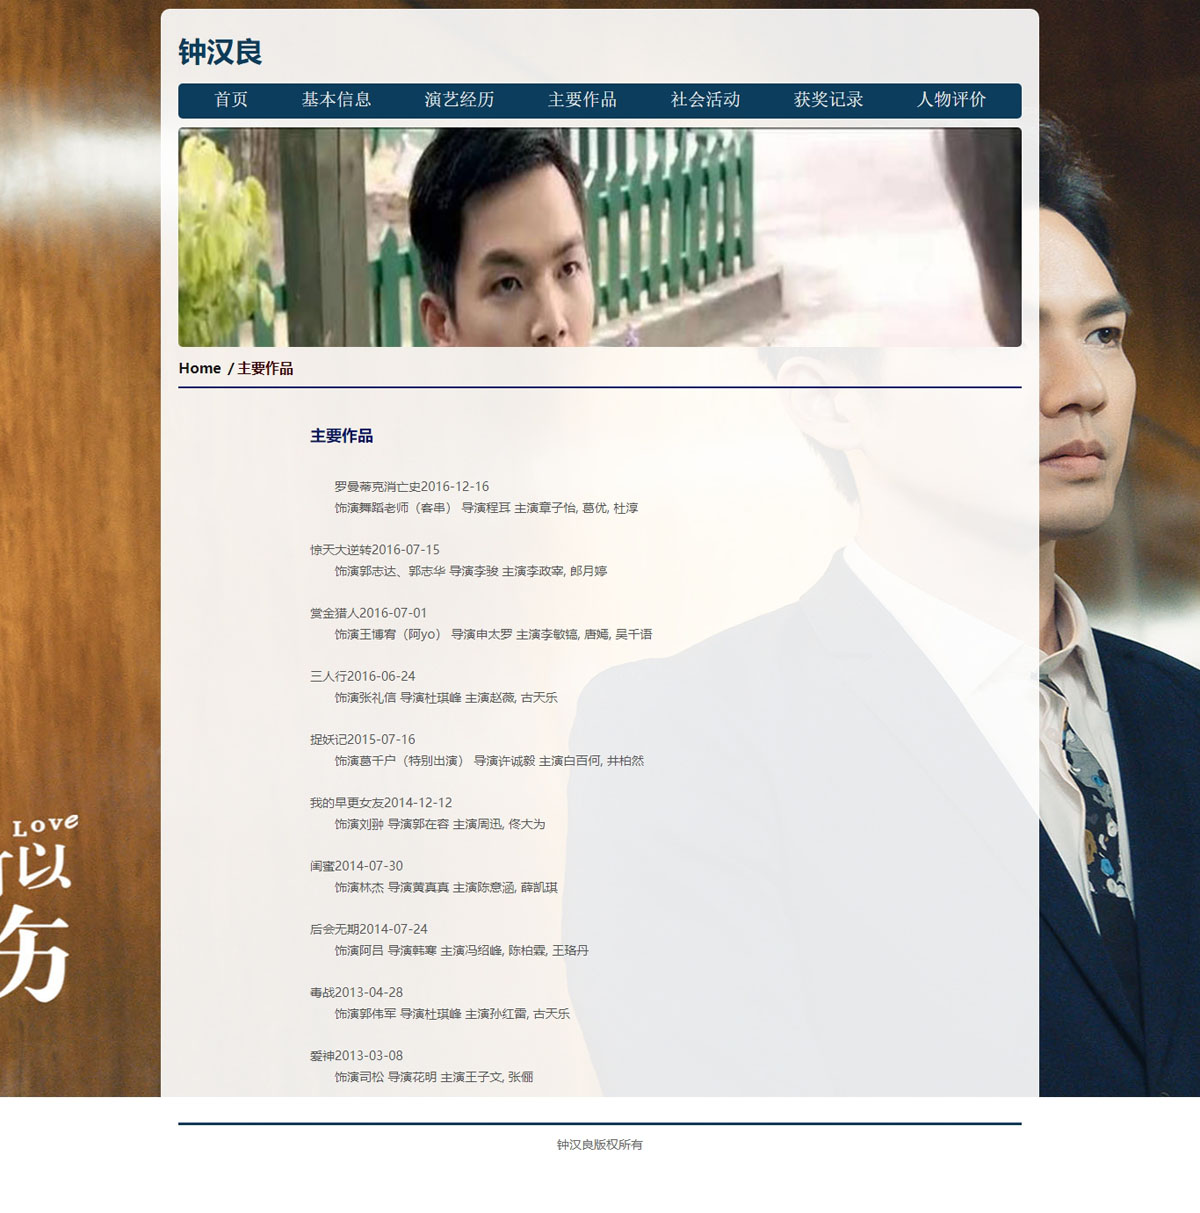 钟汉良
首页 基本信息 演艺经历 主要作品 社会活动 获奖记录 人物评价
Home / 主要作品
主要作品
罗曼蒂克消亡史2016-12-16
饰演舞蹈老师（客串） 导演程耳 主演章子怡, 葛优, 杜淳
惊天大逆转2016-07-15
饰演郭志达、郭志华 导演李骏 主演李政宰, 郎月婷
赏金猎人2016-07-01
饰演王博宥（阿yo） 导演申太罗 主演李敏镐, 唐嫣, 吴千语
三人行2016-06-24
饰演张礼信 导演杜琪峰 主演赵薇, 古天乐
捉妖记2015-07-16
饰演葛千户（特别出演） 导演许诚毅 主演白百何, 井柏然
我的早更女友2014-12-12
饰演刘翀 导演郭在容 主演周迅, 佟大为
闺蜜2014-07-30
饰演林杰 导演黄真真 主演陈意涵, 薛凯琪
后会无期2014-07-24
饰演阿吕 导演韩寒 主演冯绍峰, 陈柏霖, 王珞丹
毒战2013-04-28
饰演郭伟军 导演杜琪峰 主演孙红雷, 古天乐
爱神2013-03-08
饰演司松 导演花明 主演王子文, 张俪
Love
以
伤
钟汉良版权所有